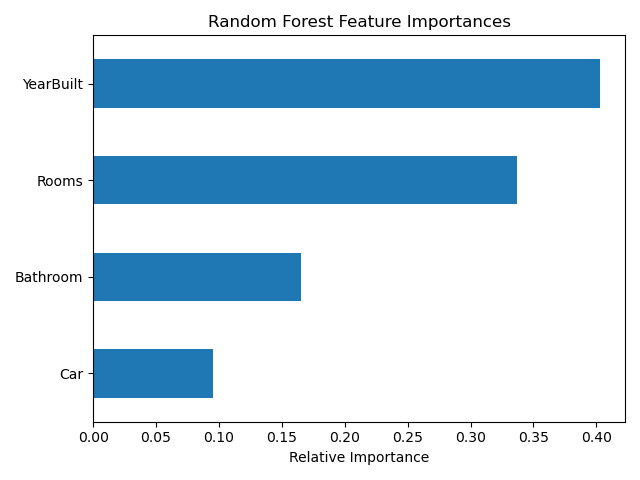 Random Forest Feature Importances
YearBuilt
Rooms
Bathroom
Car
0.00 0.05 0.10 0.15 0.20 0.25 0.30 0.35 0.40
Relative Importance